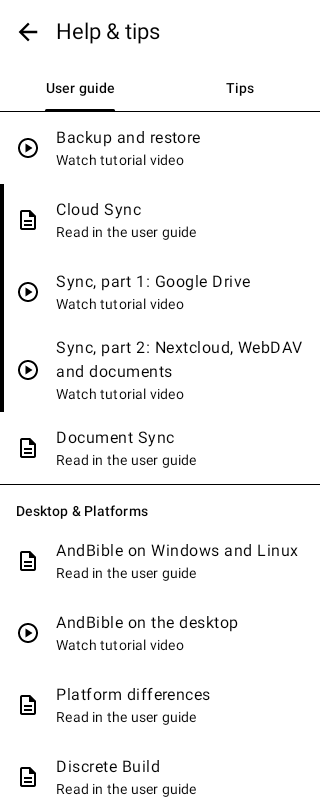 Help & tips
User guide
Tips
Backup and restore
Watch tutorial video
Cloud Sync
Read in the user guide
Sync, part 1: Google Drive
Watch tutorial video
Sync, part 2: Nextcloud, WebDAV
and documents
Watch tutorial video
Document Sync
Read in the user guide
Desktop & Platforms
AndBible on Windows and Linux
Read in the user guide
AndBible on the desktop
Watch tutorial video
Platform differences
Read in the user guide
Discrete Build
Read in the user guide